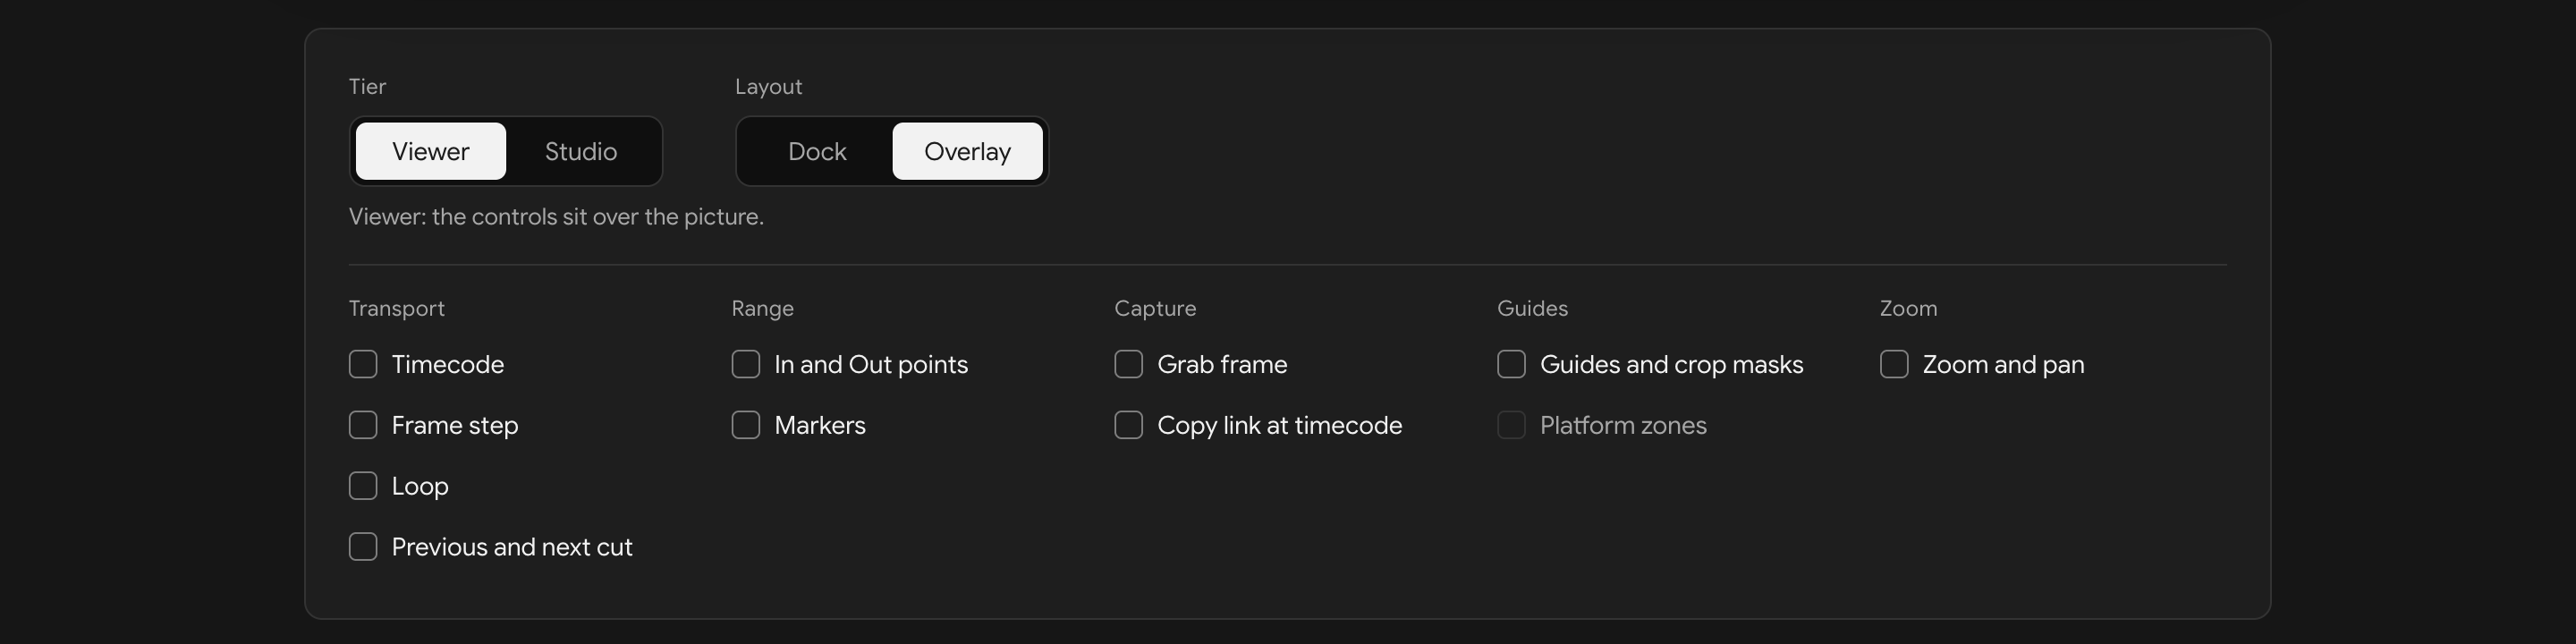 Tier
Layout
Viewer
Studio
Dock
Overlay
Viewer: the controls sit over the picture.
Transport
Range
Capture
Guides
Zoom
Timecode
In and Out points
Grab frame
Guides and crop masks
Zoom and pan
Frame step
Markers
Copy link at timecode
Platform zones
Loop
Previous and next cut